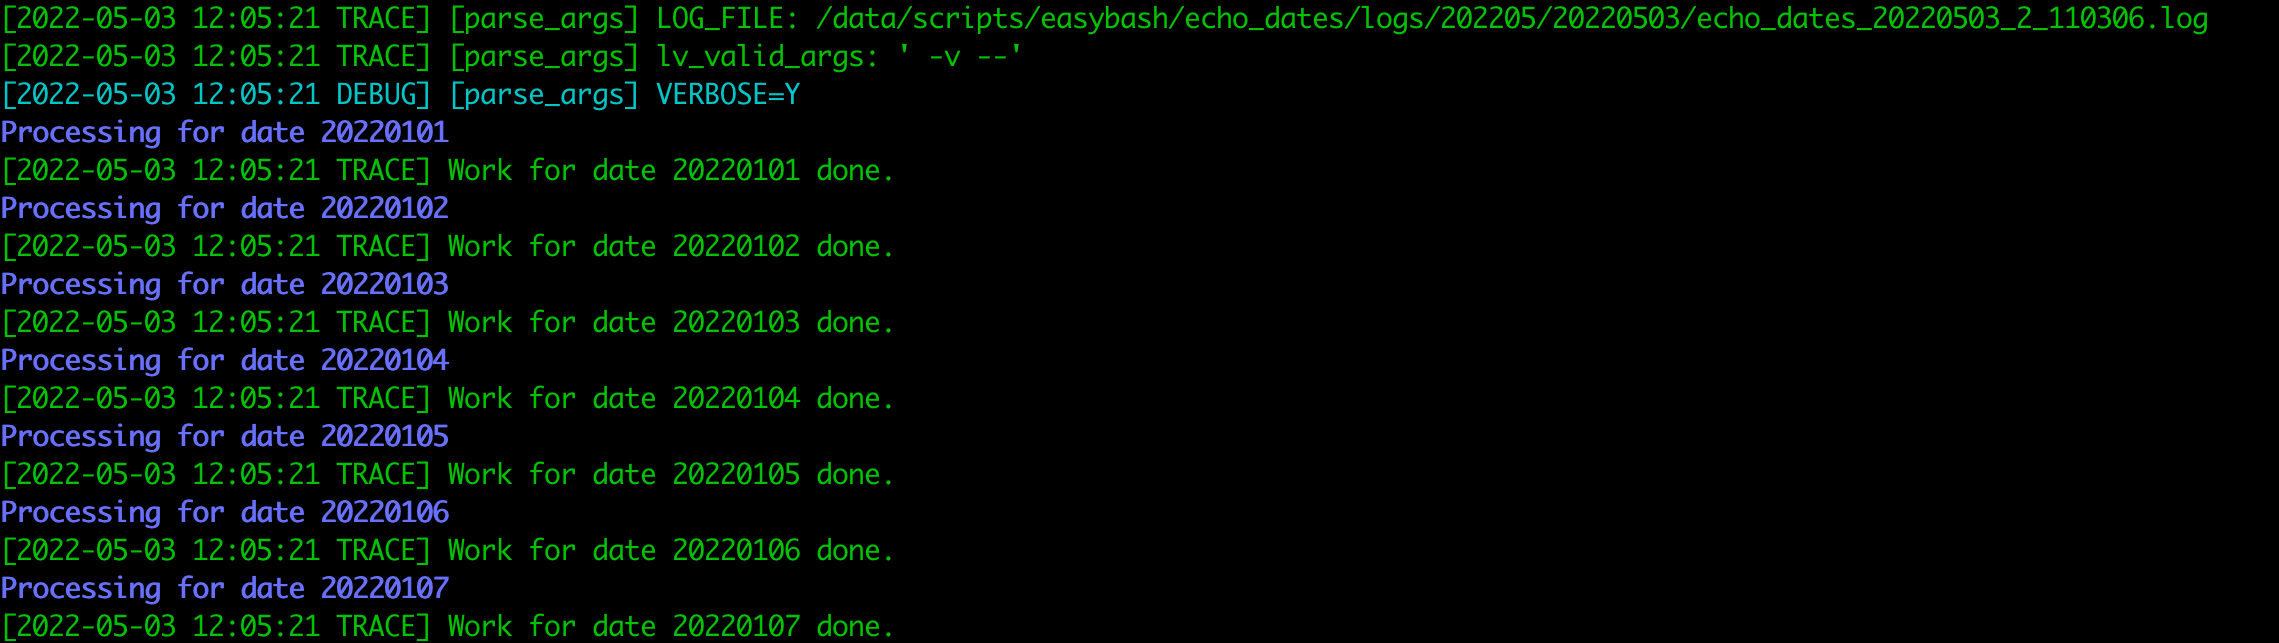 [2022-05-03 12:05:21 TRACE] [parse_args] LOG_FILE: /data/scripts/easybash/echo_dates/logs/202205/20220503/echo_dates_20220503_2_110306.log
[2022-05-03 12:05:21 TRACE] [parse_args] lv_valid_args: ' -v --'
[2022-05-03 12:05:21 DEBUG] [parse_args] VERBOSE=Y
Processing for date 20220101
[2022-05-03 12:05:21 TRACE] Work for date 20220101 done.
Processing for date 20220102
[2022-05-03 12:05:21 TRACE] Work for date 20220102 done.
Processing for date 20220103
[2022-05-03 12:05:21 TRACE] Work for date 20220103 done.
Processing for date 20220104
[2022-05-03 12:05:21 TRACE] Work for date 20220104 done.
Processing for date 20220105
[2022-05-03 12:05:21 TRACE] Work for date 20220105 done.
Processing for date 20220106
[2022-05-03 12:05:21 TRACE] Work for date 20220106 done.
Processing for date 20220107
[2022-05-03 12:05:21 TRACE] Work for date 20220107 done.